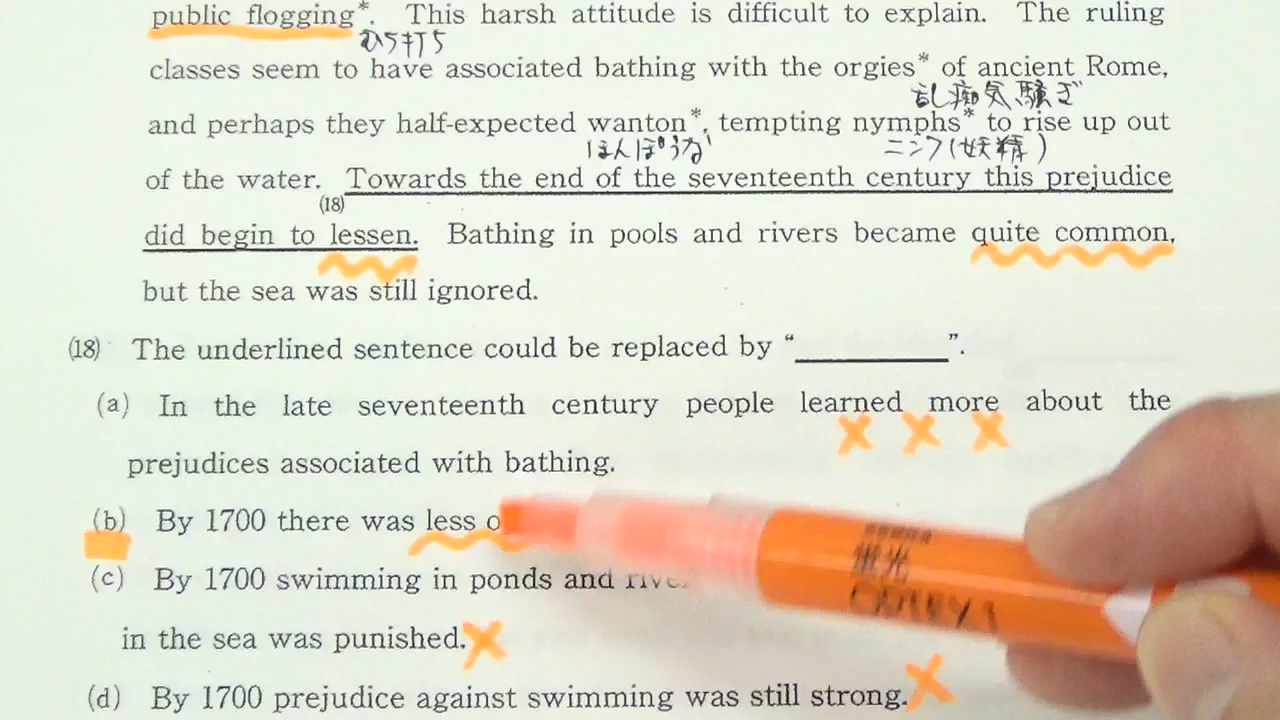 public flogging*. This harsh attitude is difficult to explain. The ruling
むち打ち
classes seem to have associated bathing with the orgies* of ancient Rome,
乱痴気騒ぎ
and perhaps they half-expected wanton*, tempting nymphs* to rise up out
ほんぽうな ニンフ(妖精)
of the water. Towards the end of the seventeenth century this prejudice
(18)
did begin to lessen. Bathing in pools and rivers became quite common,
but the sea was still ignored.
(18) The underlined sentence could be replaced by “ ”.
(a) In the late seventeenth century people learned more about the
prejudices associated with bathing.
(b) By 1700 there was less
(c) By 1700 swimming in ponds and
in the sea was punished.
(d) By 1700 prejudice against swimming was still strong.
蛍光
OPTEX 1